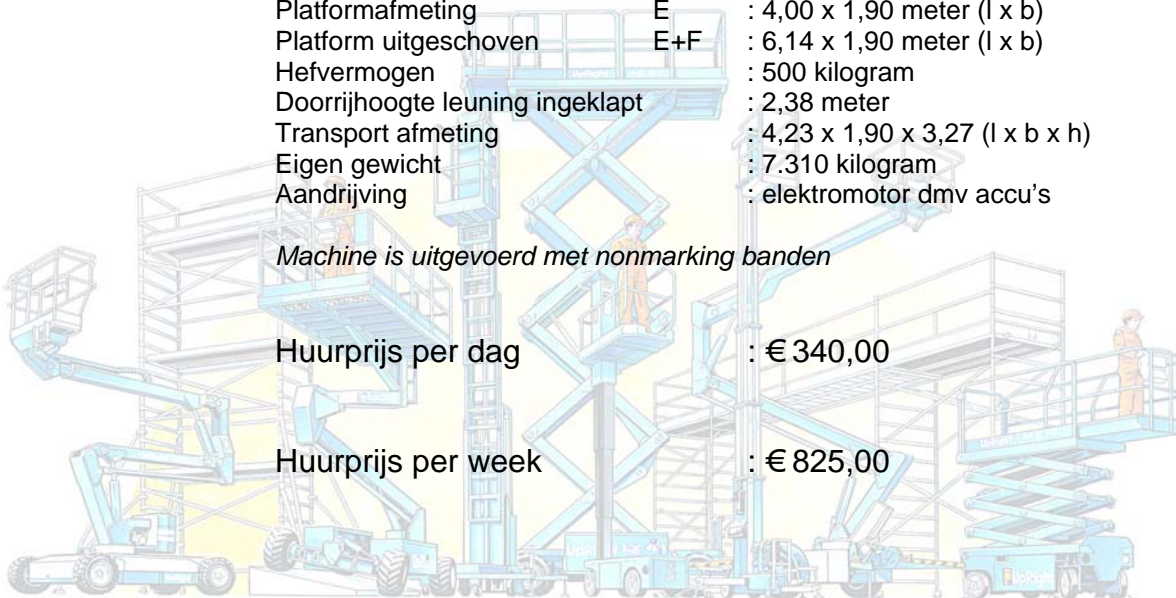 Platformafmeting E : 4,00 x 1,90 meter (l x b)
Platform uitgeschoven E+F : 6,14 x 1,90 meter (l x b)
Hefvermogen : 500 kilogram
Doorrijhoogte leuning ingeklapt : 2,38 meter
Transport afmeting : 4,23 x 1,90 x 3,27 (l x b x h)
Eigen gewicht : 7.310 kilogram
Aandrijving : elektromotor dmv accu's
Machine is uitgevoerd met nonmarking banden
Huurprijs per dag : € 340,00
Huurprijs per week : € 825,00
UpRight